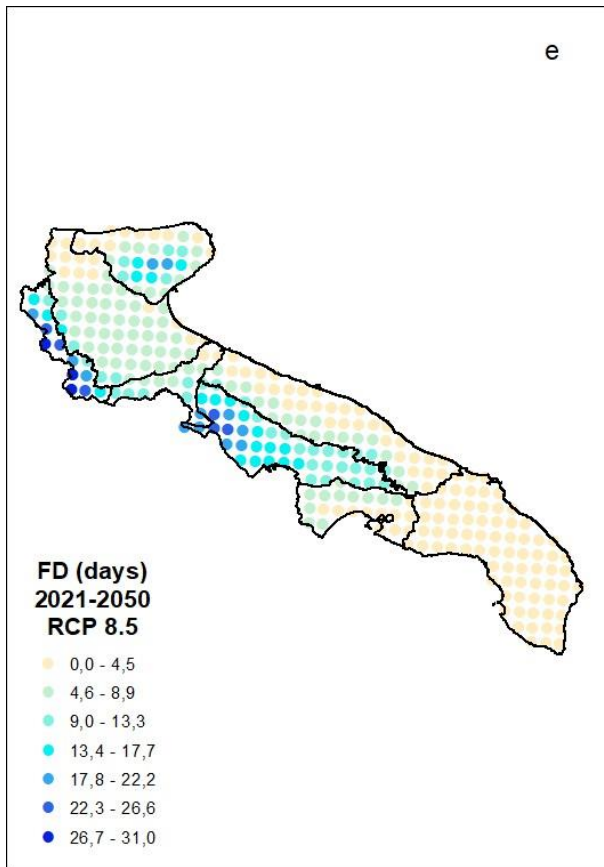 e
FD (days)
2021-2050
RCP 8.5
0,0 - 4,5
4,6 - 8,9
9,0 - 13,3
13,4 - 17,7
17,8 - 22,2
22,3 - 26,6
26,7 - 31,0